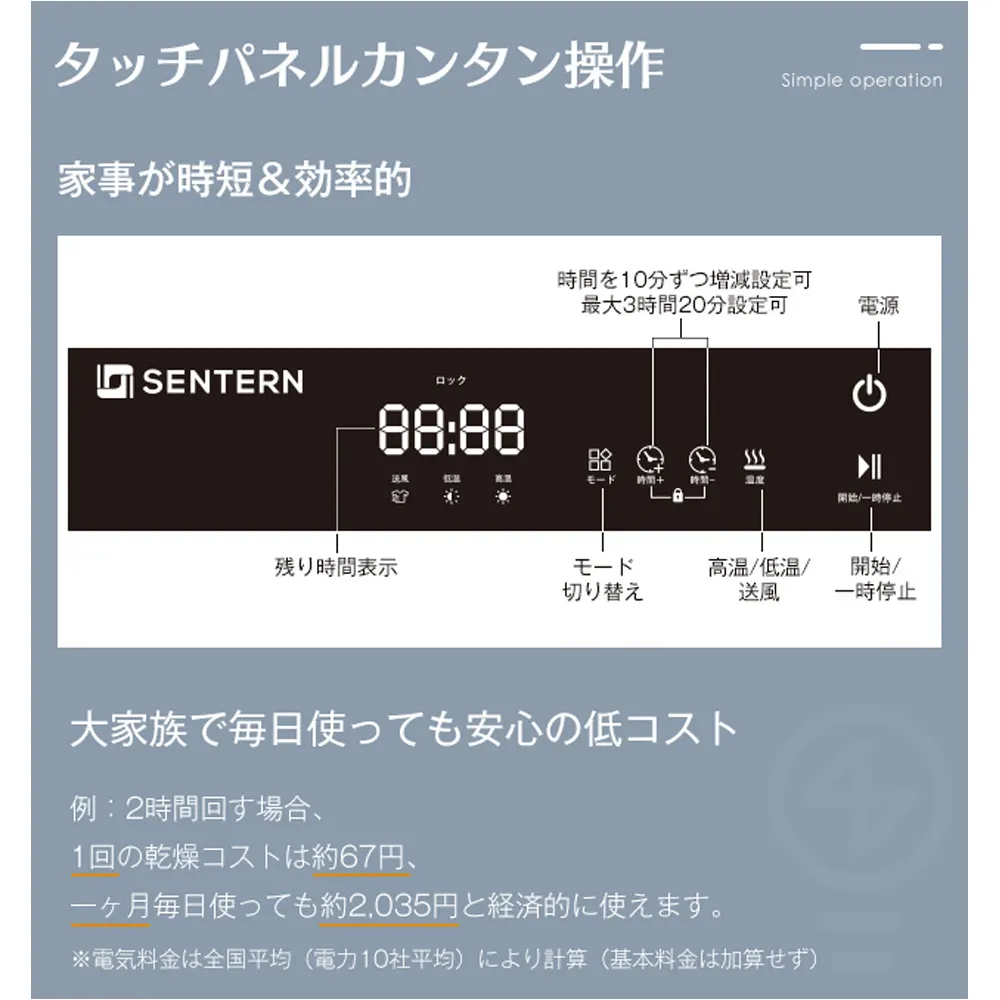 タッチパネルカンタン操作
Simple operation
家事が時短＆効率的
時間を10分ずつ増減設定可
最大3時間20分設定可
電源
SENTERN
ロック
88:88
送風
低温
高温
モード
時間＋
時間−
温度
開始/一時停止
残り時間表示
モード
切り替え
高温/低温/
送風
開始/
一時停止
大家族で毎日使っても安心の低コスト
例：2時間回す場合、
1回の乾燥コストは約67円、
一ヶ月毎日使っても約2,035円と経済的に使えます。
※電気料金は全国平均（電力10社平均）により計算（基本料金は加算せず）